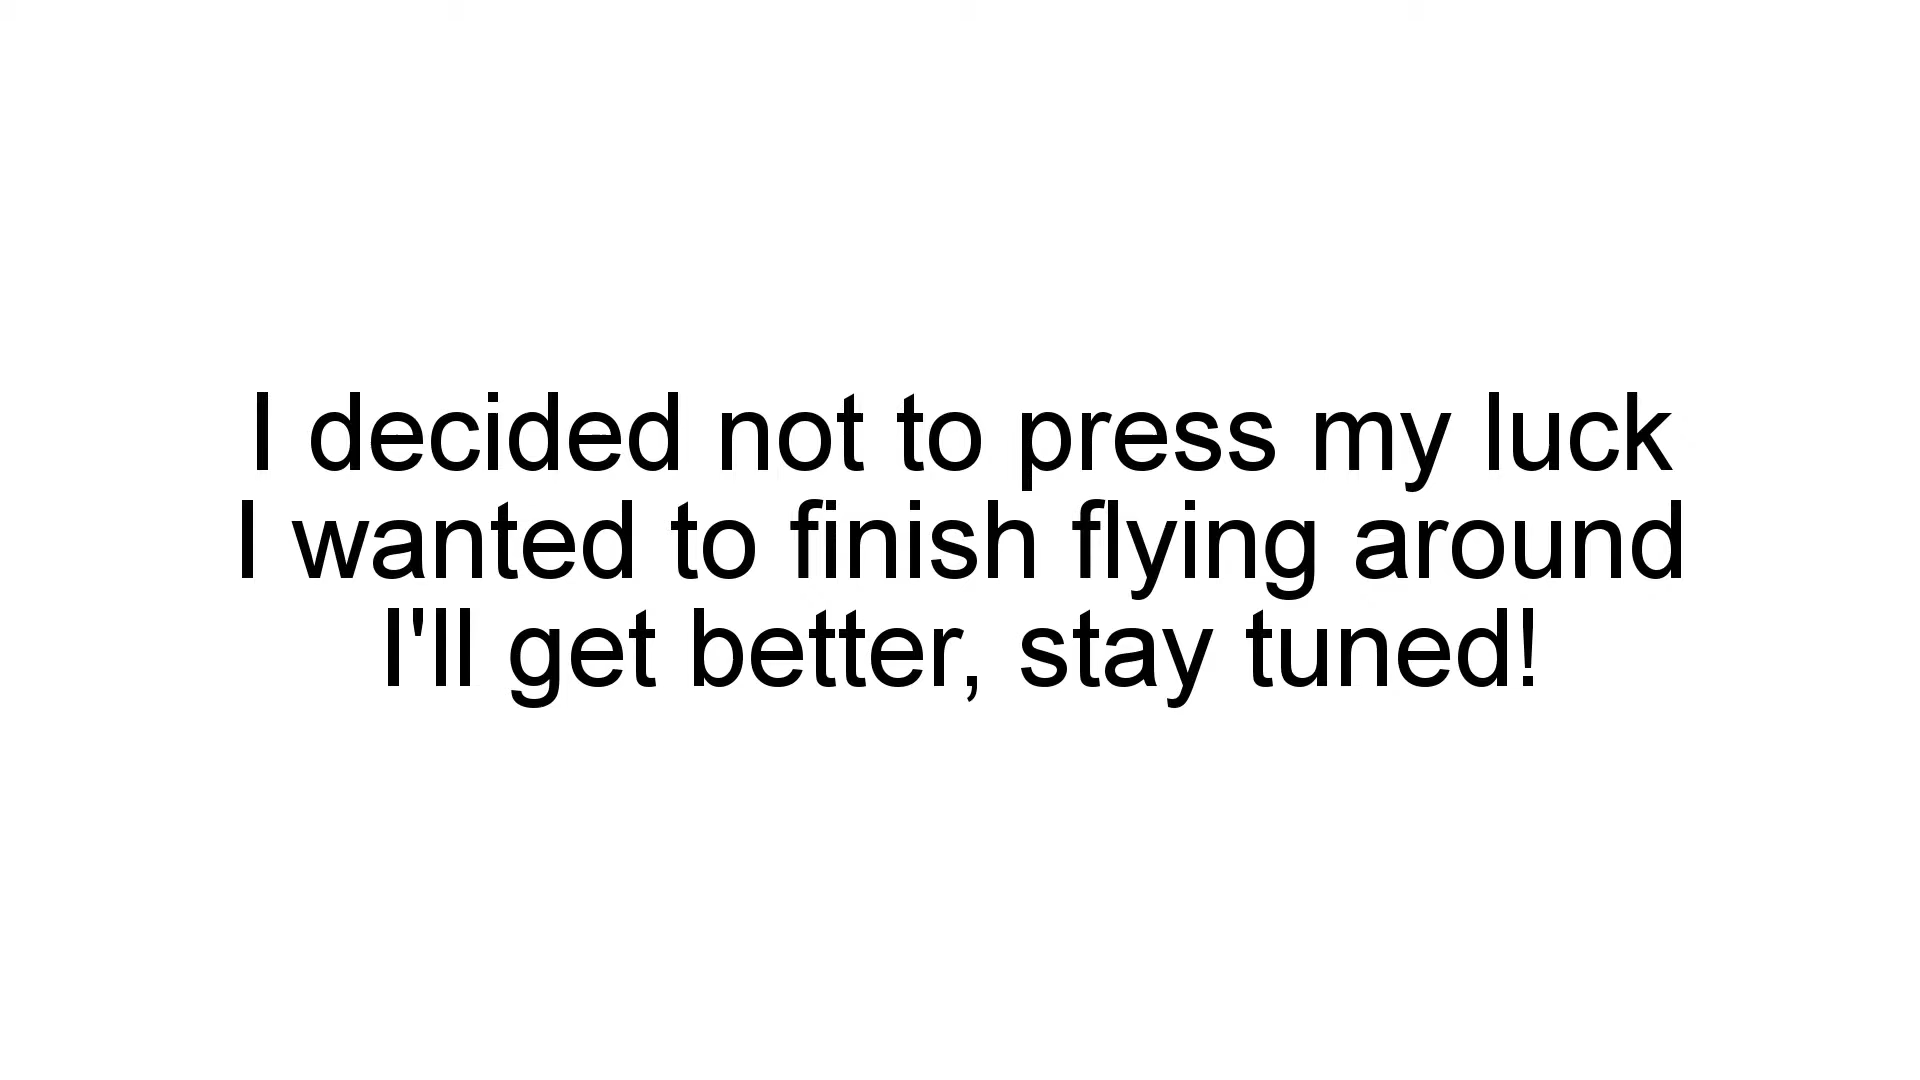 I decided not to press my luck
I wanted to finish flying around
I'll get better, stay tuned!